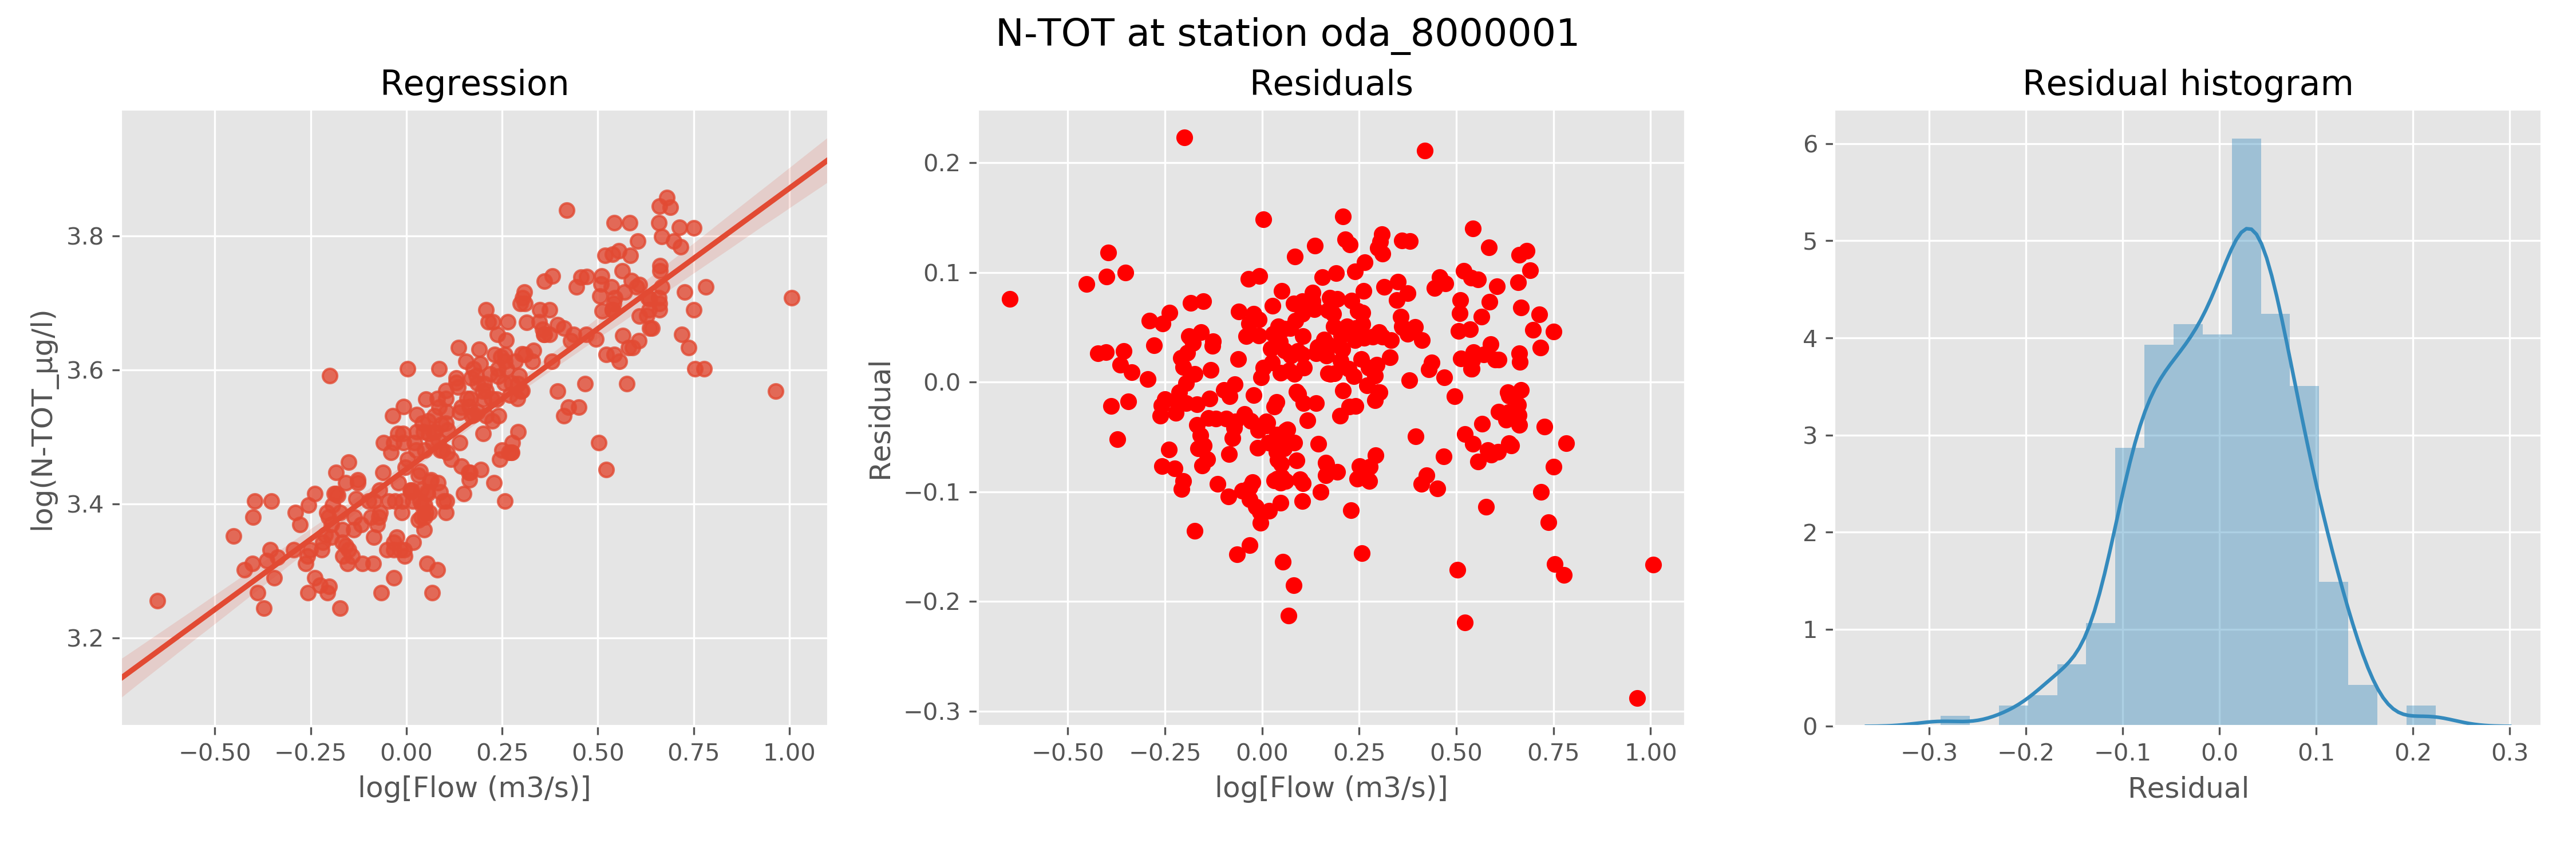 N-TOT at station oda_8000001
Regression
Residuals
Residual histogram
3.8
3.6
3.4
3.2
log(N-TOT_µg/l)
−0.50 −0.25 0.00 0.25 0.50 0.75 1.00
log[Flow (m3/s)]
0.2
0.1
0.0
−0.1
−0.2
−0.3
Residual
−0.50 −0.25 0.00 0.25 0.50 0.75 1.00
log[Flow (m3/s)]
6
5
4
3
2
1
0
−0.3 −0.2 −0.1 0.0 0.1 0.2 0.3
Residual